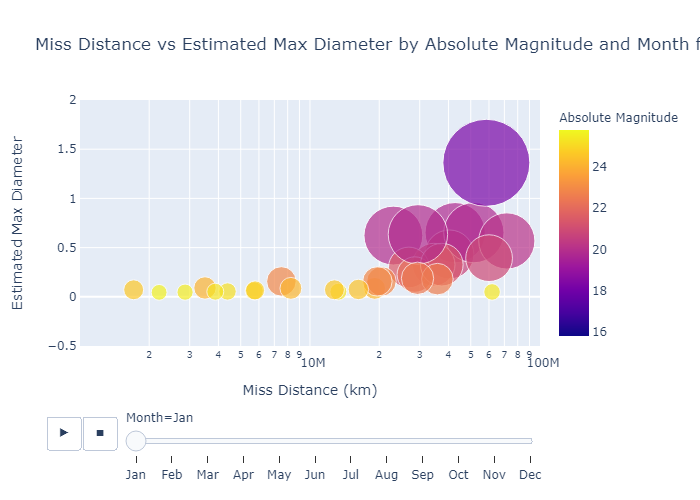 Miss Distance vs Estimated Max Diameter by Absolute Magnitude and Month f
Absolute Magnitude
2
1.5
1
0.5
0
−0.5
Estimated Max Diameter
24
22
20
18
16
2 3 4 5 6 7 8 9 10M 2 3 4 5 6 7 8 9 100M
Miss Distance (km)
Month=Jan
Jan Feb Mar Apr May Jun Jul Aug Sep Oct Nov Dec